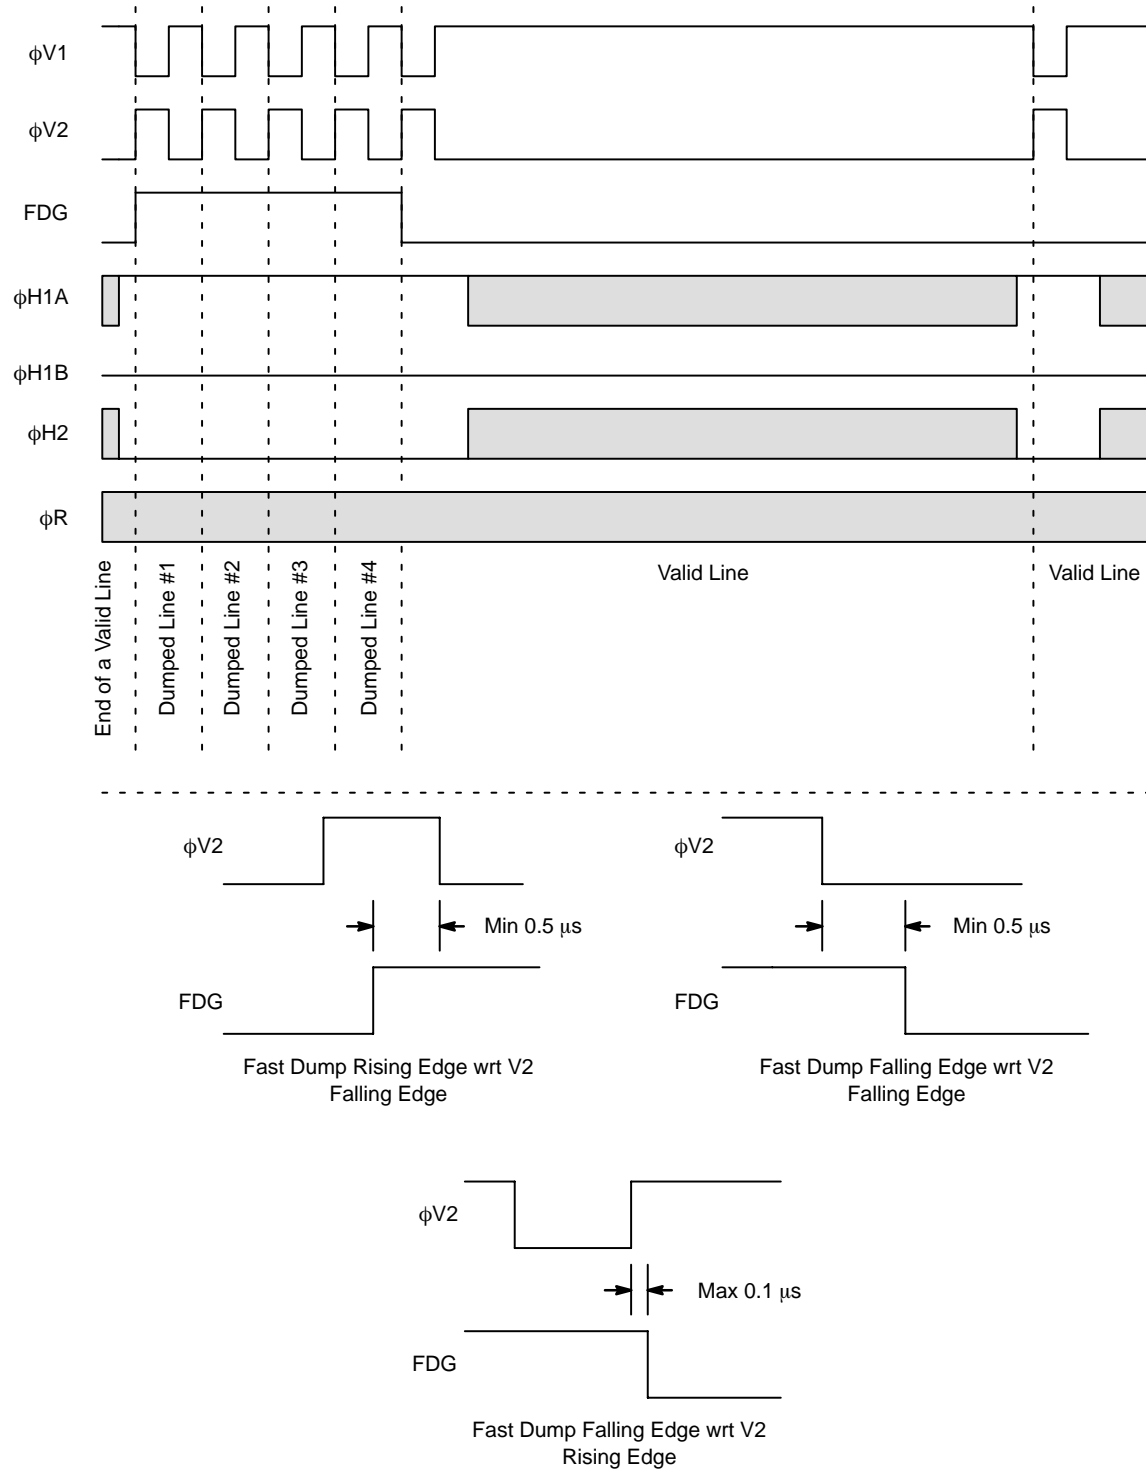 ϕV1
ϕV2
FDG
ϕH1A
ϕH1B
ϕH2
ϕR
End of a Valid Line
Dumped Line #1
Dumped Line #2
Dumped Line #3
Dumped Line #4
Valid Line
Valid Line
ϕV2
Min 0.5 μs
FDG
Fast Dump Rising Edge wrt V2
Falling Edge
ϕV2
Min 0.5 μs
FDG
Fast Dump Falling Edge wrt V2
Falling Edge
ϕV2
Max 0.1 μs
FDG
Fast Dump Falling Edge wrt V2
Rising Edge